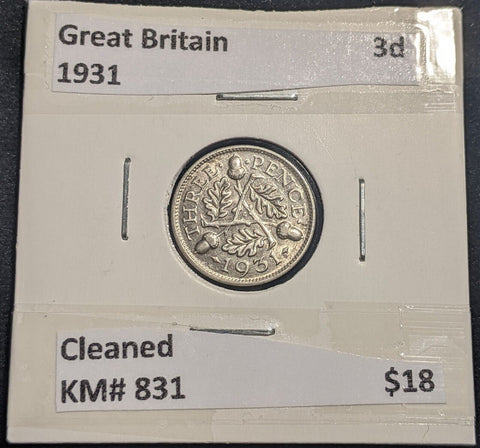 Great Britain 3d
1931
THREE · PENCE ·
· 1931 ·
Cleaned
KM# 831 $18